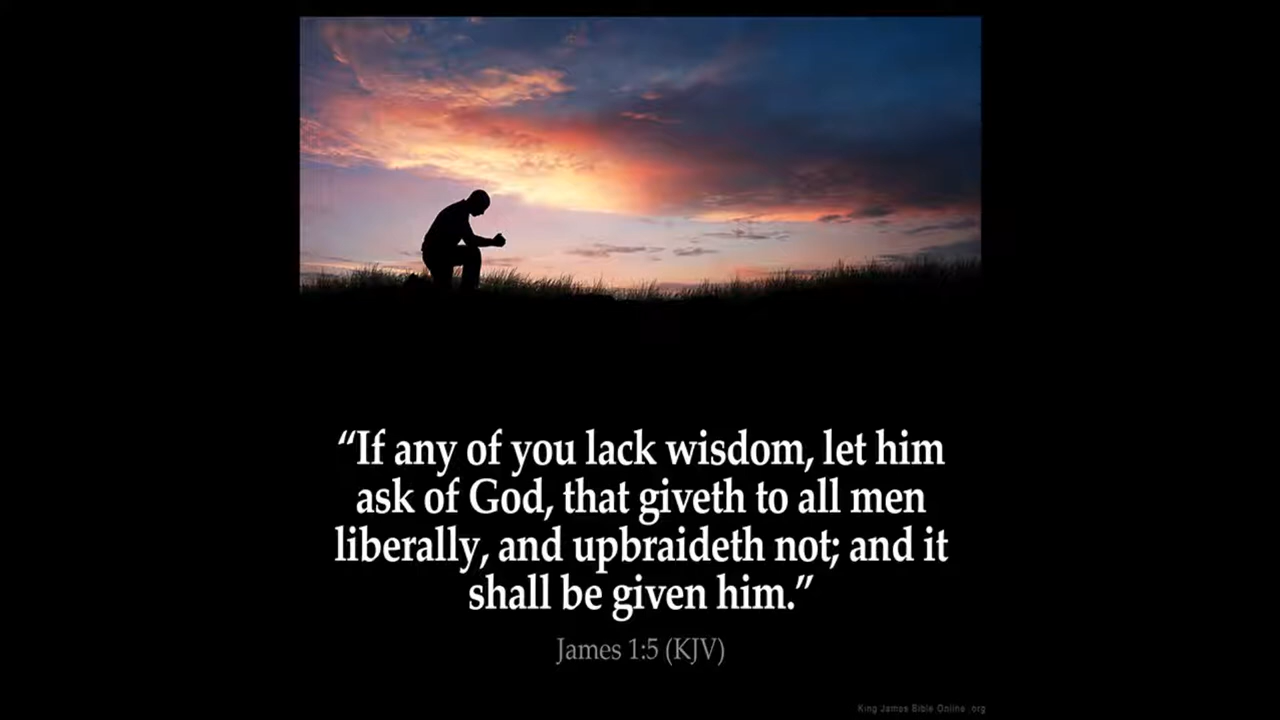 “If any of you lack wisdom, let him
ask of God, that giveth to all men
liberally, and upbraideth not; and it
shall be given him.”
James 1:5 (KJV)
King James Bible Online .org